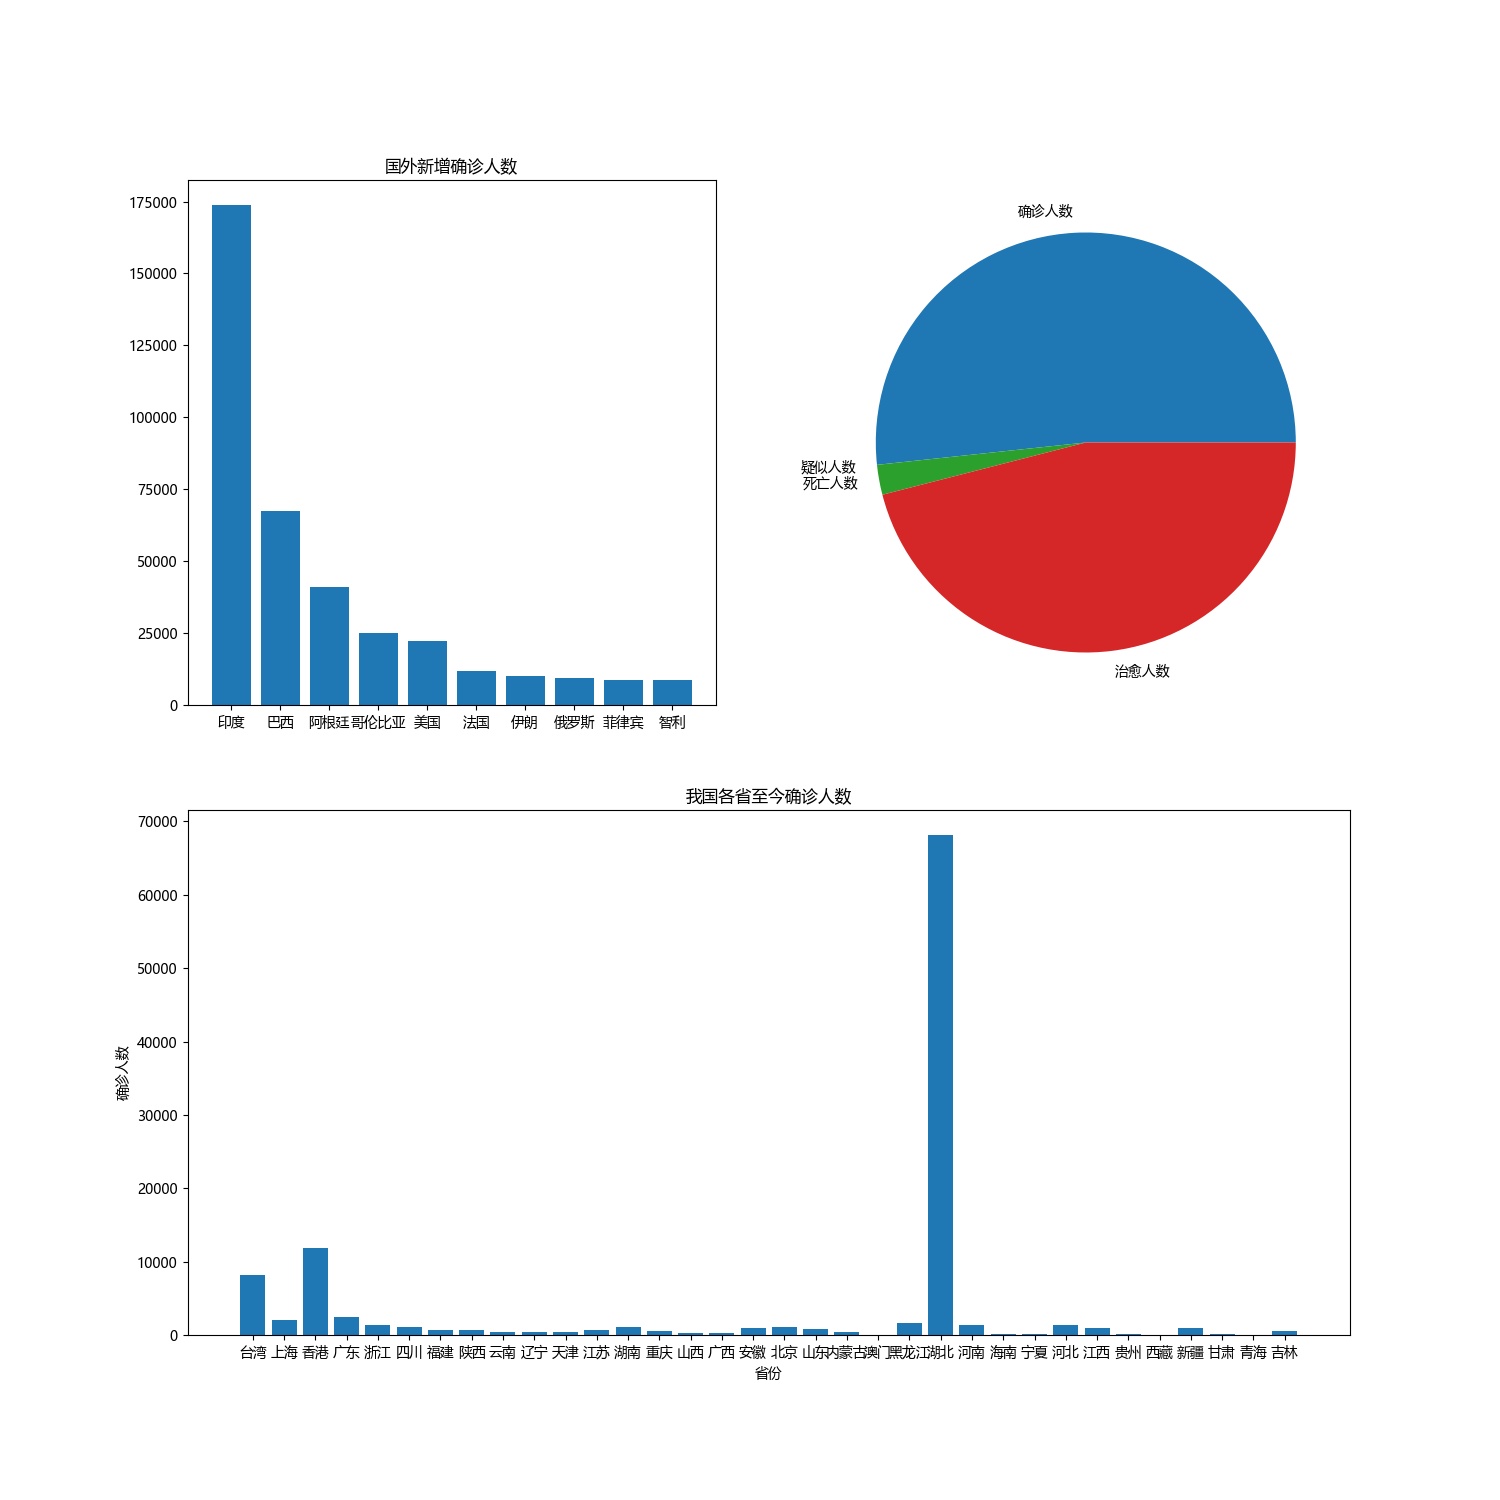 国外新增确诊人数
175000
150000
125000
100000
75000
50000
25000
0
印度 巴西 阿根廷 哥伦比亚 美国 法国 伊朗 俄罗斯 菲律宾 智利
确诊人数
疑似人数
死亡人数
治愈人数
我国各省至今确诊人数
70000
60000
50000
40000
30000
20000
10000
0
确诊人数
台湾 上海 香港 广东 浙江 四川 福建 陕西 云南 辽宁 天津 江苏 湖南 重庆 山西 广西 安徽 北京 山东 内蒙古 澳门 黑龙江 湖北 河南 海南 宁夏 河北 江西 贵州 西藏 新疆 甘肃 青海 吉林
省份